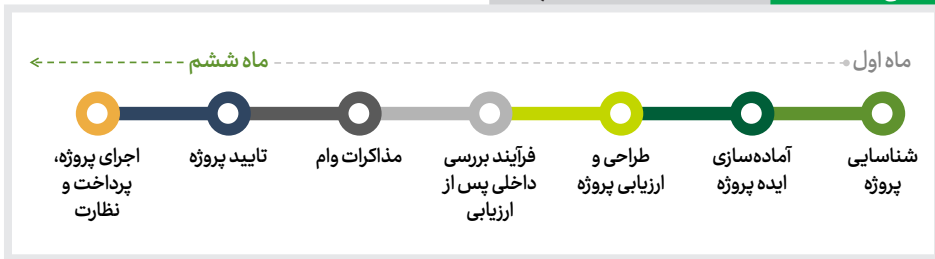 ماه اول
ماه ششم
شناسایی
پروژه
آماده‌سازی
ایده پروژه
طراحی و
ارزیابی پروژه
فرآیند بررسی
داخلی پس از
ارزیابی
مذاکرات وام
تایید پروژه
اجرای پروژه،
پرداخت و
نظارت